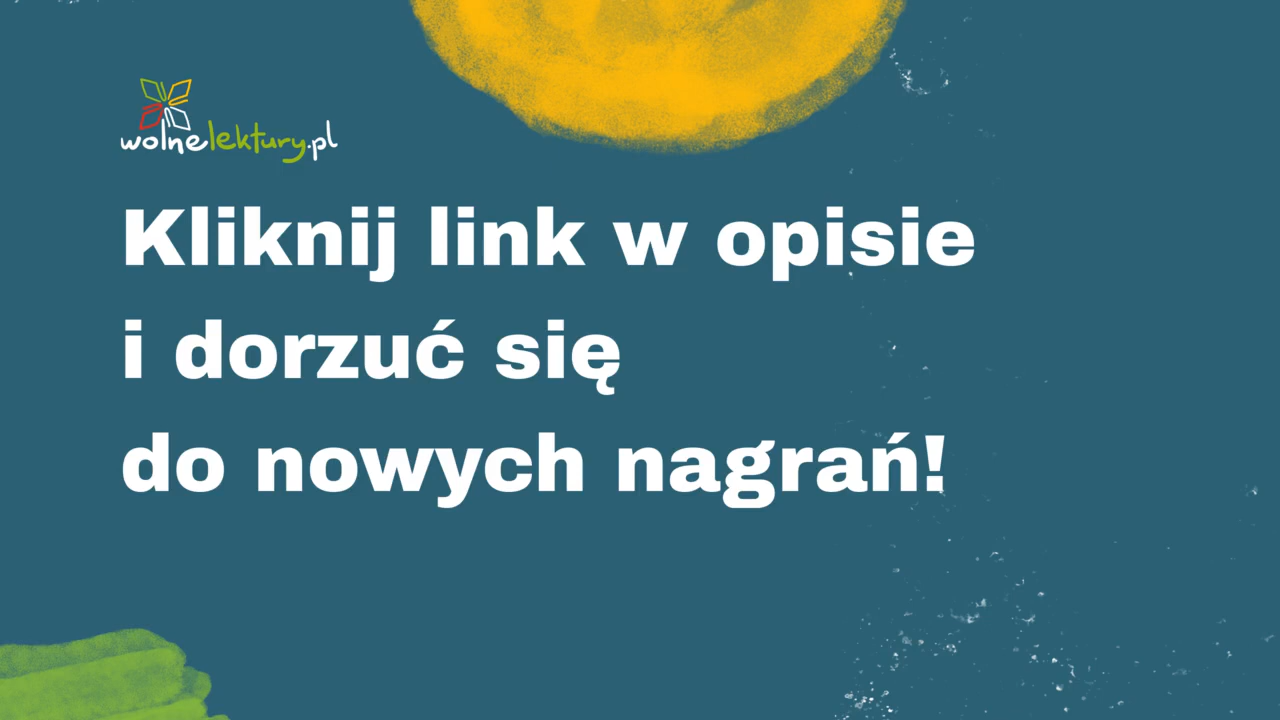 wolnelektury.pl
Kliknij link w opisie
i dorzuć się
do nowych nagrań!